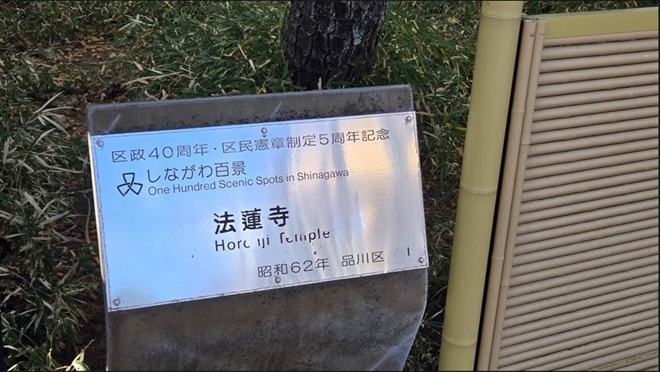 区政40周年・区民憲章制定5周年記念
しながわ百景
One Hundred Scenic Spots in Shinagawa
法蓮寺
Temple
昭和62年 品川区